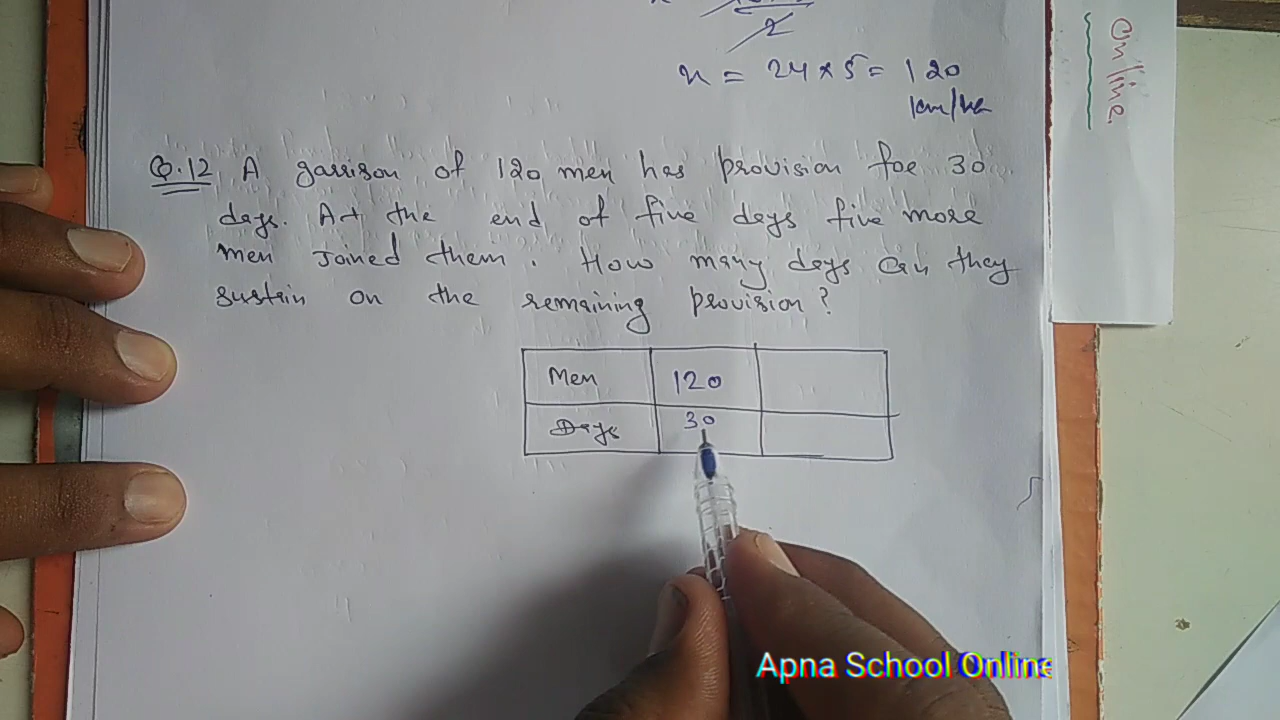 x = 24 * 5 = 120
km/hr
Online
Q.12 A garrison of 120 men has provision for 30
days. At the end of five days five more
men joined them. How many days can they
sustain on the remaining provision?
Men 120
Days 30
Apna School Online